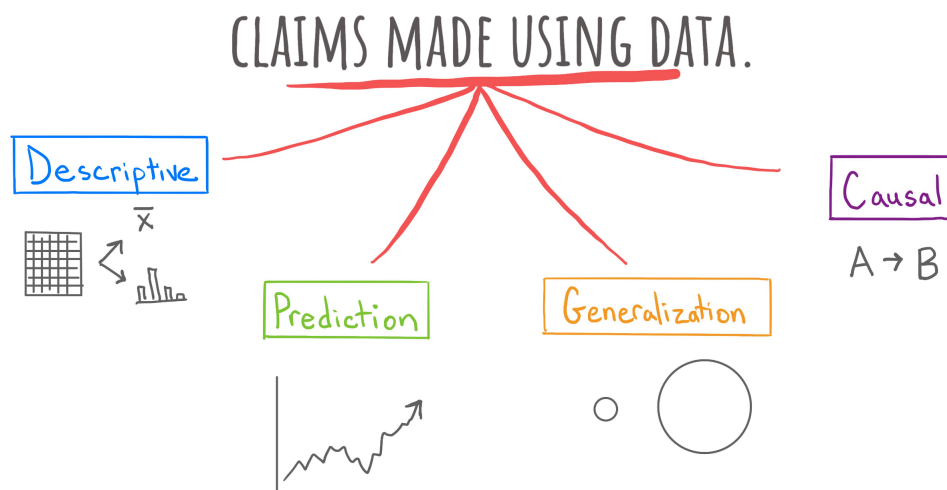 CLAIMS MADE USING DATA.
Descriptive
x̅
Prediction
Generalization
Causal
A → B